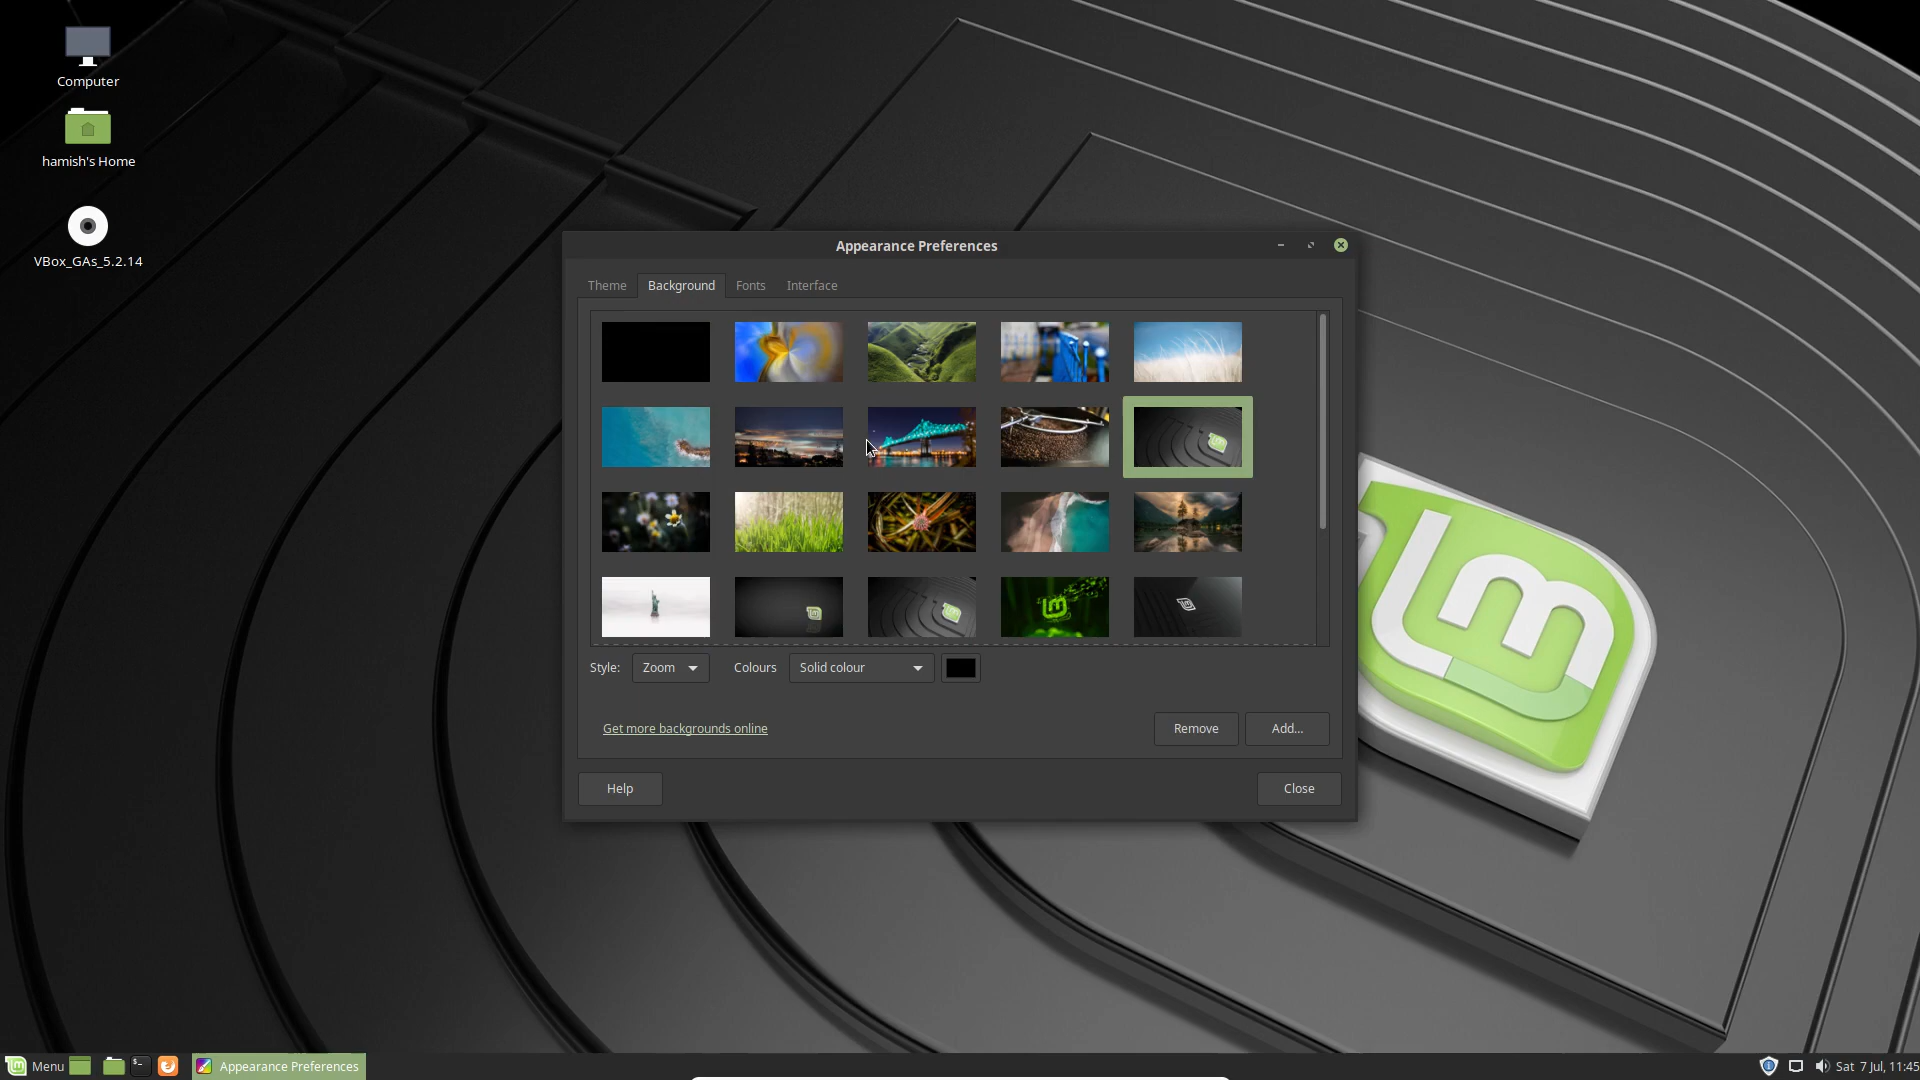 Computer
hamish's Home
VBox_GAs_5.2.14
Appearance Preferences
Theme Background Fonts Interface
Style: Zoom Colours Solid colour
Get more backgrounds online Remove Add...
Help Close
Menu Appearance Preferences Sat 7 Jul, 11:45